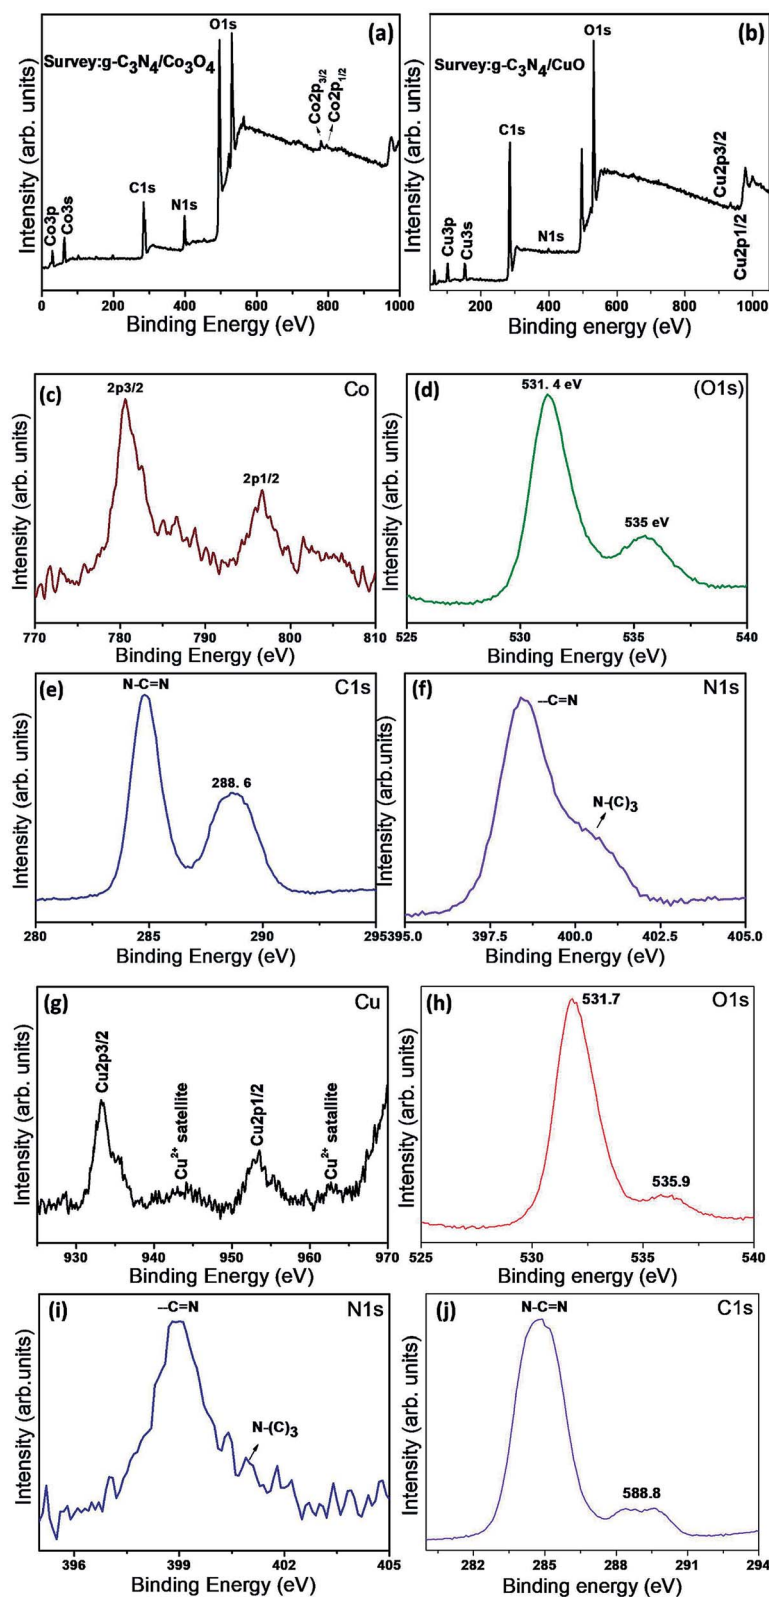 (a)
O1s
Survey:g-C₃N₄/Co₃O₄
Co2p₃/₂
Co2p₁/₂
C1s
N1s
Co3p
Co3s
Intensity (arb. units)
0 200 400 600 800 1000
Binding Energy (eV)
(b)
O1s
Survey:g-C₃N₄/CuO
C1s
Cu2p3/2
Cu3p
Cu3s
N1s
Cu2p1/2
Intensity (arb. units)
200 400 600 800 1000
Binding energy (eV)
(c)
2p3/2
Co
2p1/2
Intensity (arb. units)
770 780 790 800 810
Binding Energy (eV)
(d)
531. 4 eV
(O1s)
535 eV
Intensity (arb. units)
525 530 535 540
Binding Energy (eV)
(e)
N-C=N
C1s
288. 6
Intensity (arb. units)
280 285 290 295
Binding Energy (eV)
(f)
N1s
--C=N
N-(C)₃
Intensity (arb.units)
395.0 397.5 400.0 402.5 405.0
Binding Energy (eV)
(g)
Cu
Cu2p3/2
Cu²⁺ satellite
Cu2p1/2
Cu²⁺ satallite
Intensity (arb. units)
930 940 950 960 970
Binding Energy (eV)
(h)
531.7
O1s
535.9
Intensity (arb. units)
525 530 535 540
Binding Energy (eV)
(i)
--C=N
N1s
N-(C)₃
Intensity (arb.units)
396 399 402 405
Binding Energy (eV)
(j)
N-C=N
C1s
588.8
Intensity (arb. units)
282 285 288 291 294
Binding energy (eV)